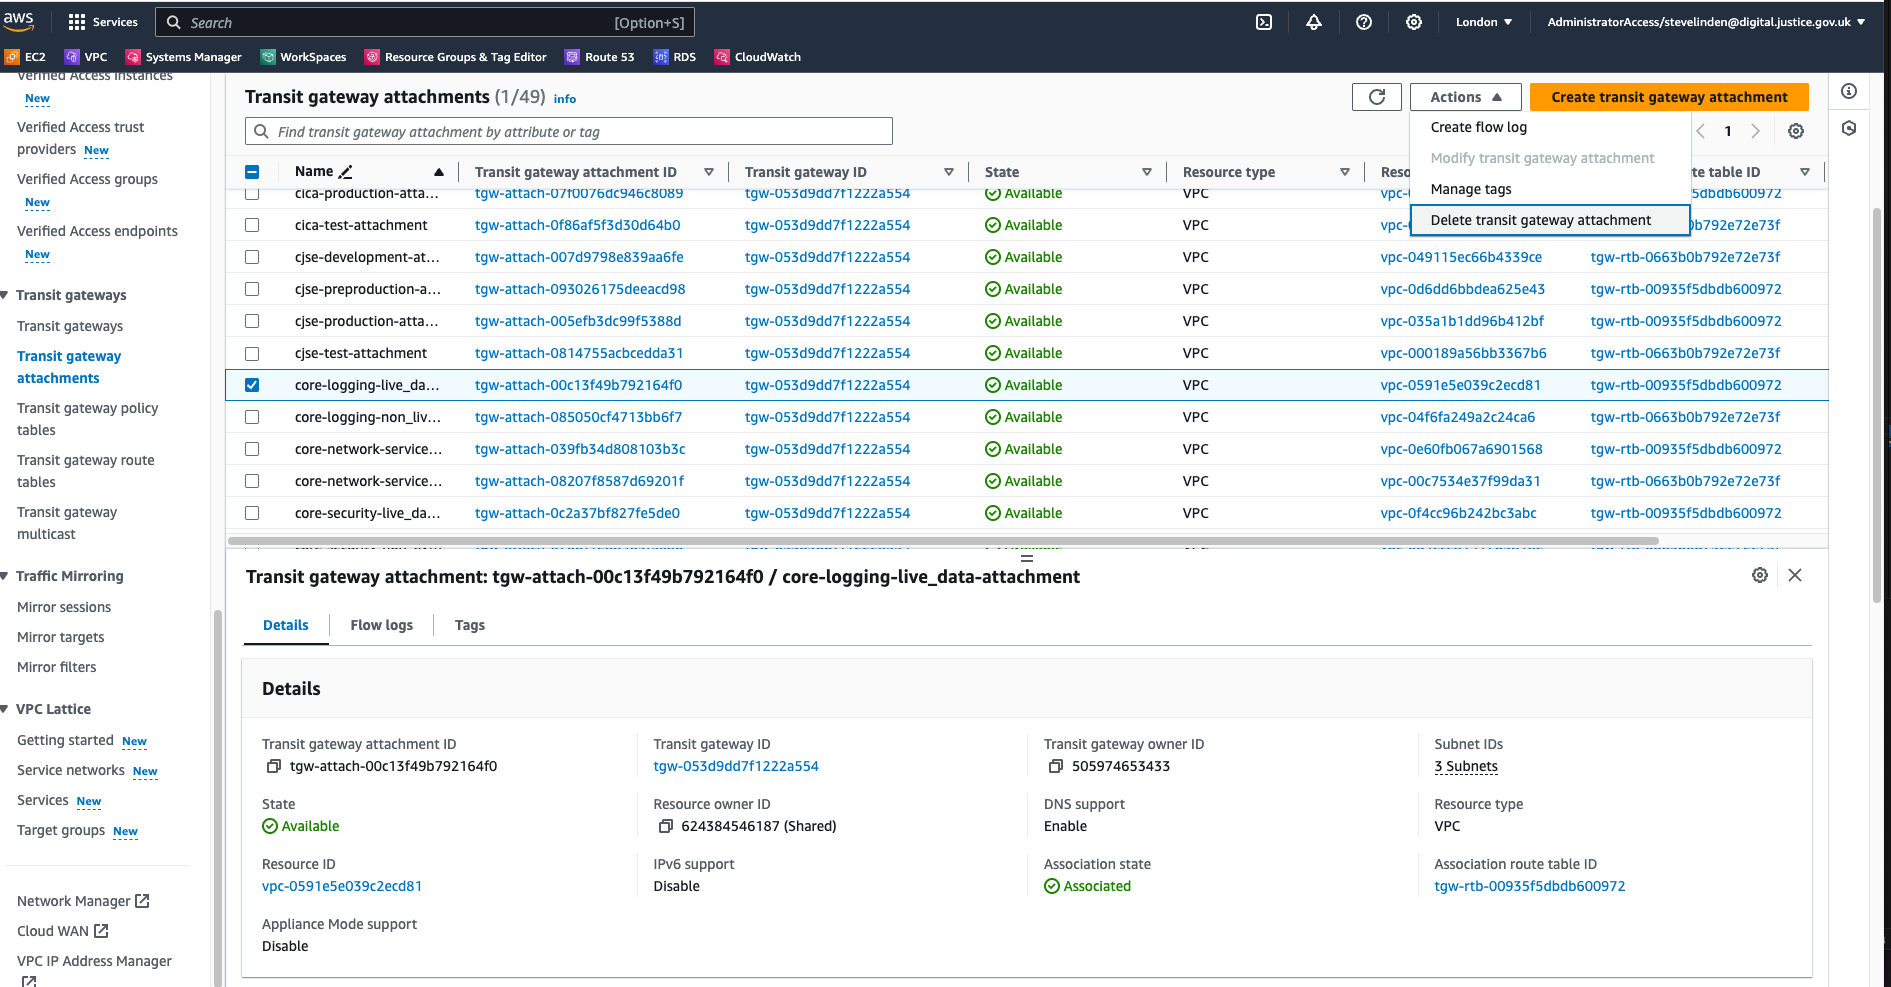 aws
Services
Search
[Option+S]
London
AdministratorAccess/stevelinden@digital.justice.gov.uk
EC2
VPC
Systems Manager
WorkSpaces
Resource Groups & Tag Editor
Route 53
RDS
CloudWatch
Verified Access instances
New
Verified Access trust
providers New
Verified Access groups
New
Verified Access endpoints
New
Transit gateways
Transit gateways
Transit gateway
attachments
Transit gateway policy
tables
Transit gateway route
tables
Transit gateway
multicast
Traffic Mirroring
Mirror sessions
Mirror targets
Mirror filters
VPC Lattice
Getting started New
Service networks New
Services New
Target groups New
Network Manager
Cloud WAN
VPC IP Address Manager
Transit gateway attachments (1/49) info
Actions
Create transit gateway attachment
Find transit gateway attachment by attribute or tag
1
Create flow log
Modify transit gateway attachment
Manage tags
Delete transit gateway attachment
Name Transit gateway attachment ID Transit gateway ID State Resource type Reso te table ID
cica-production-atta... tgw-attach-07f0076dc946c8089 tgw-053d9dd7f1222a554 Available VPC vpc- b0b792e72e73f
cica-test-attachment tgw-attach-0f86af5f3d30d64b0 tgw-053d9dd7f1222a554 Available VPC vpc- 0b792e72e73f
cjse-development-at... tgw-attach-007d9798e839aa6fe tgw-053d9dd7f1222a554 Available VPC vpc-049115ec66b4339ce tgw-rtb-0663b0b792e72e73f
cjse-preproduction-a... tgw-attach-093026175deeacd98 tgw-053d9dd7f1222a554 Available VPC vpc-0d6dd6bbdea625e43 tgw-rtb-00935f5dbdb600972
cjse-production-atta... tgw-attach-005efb3dc99f5388d tgw-053d9dd7f1222a554 Available VPC vpc-035a1b1dd96b412bf tgw-rtb-00935f5dbdb600972
cjse-test-attachment tgw-attach-0814755acbcedda31 tgw-053d9dd7f1222a554 Available VPC vpc-000189a56bb3367b6 tgw-rtb-0663b0b792e72e73f
core-logging-live_da... tgw-attach-00c13f49b792164f0 tgw-053d9dd7f1222a554 Available VPC vpc-0591e5e039c2ecd81 tgw-rtb-00935f5dbdb600972
core-logging-non_liv... tgw-attach-085050cf4713bb6f7 tgw-053d9dd7f1222a554 Available VPC vpc-04f6fa249a2c24ca6 tgw-rtb-0663b0b792e72e73f
core-network-service... tgw-attach-039fb34d808103b3c tgw-053d9dd7f1222a554 Available VPC vpc-0e60fb067a6901568 tgw-rtb-00935f5dbdb600972
core-network-service... tgw-attach-08207f8587d69201f tgw-053d9dd7f1222a554 Available VPC vpc-00c7534e37f99da31 tgw-rtb-0663b0b792e72e73f
core-security-live_da... tgw-attach-0c2a37bf827fe5de0 tgw-053d9dd7f1222a554 Available VPC vpc-0f4cc96b242bc3abc tgw-rtb-00935f5dbdb600972
Transit gateway attachment: tgw-attach-00c13f49b792164f0 / core-logging-live_data-attachment
Details
Flow logs
Tags
Details
Transit gateway attachment ID
tgw-attach-00c13f49b792164f0
Transit gateway ID
tgw-053d9dd7f1222a554
Transit gateway owner ID
505974653433
Subnet IDs
3 Subnets
State
Available
Resource owner ID
624384546187 (Shared)
DNS support
Enable
Resource type
VPC
Resource ID
vpc-0591e5e039c2ecd81
IPv6 support
Disable
Association state
Associated
Association route table ID
tgw-rtb-00935f5dbdb600972
Appliance Mode support
Disable